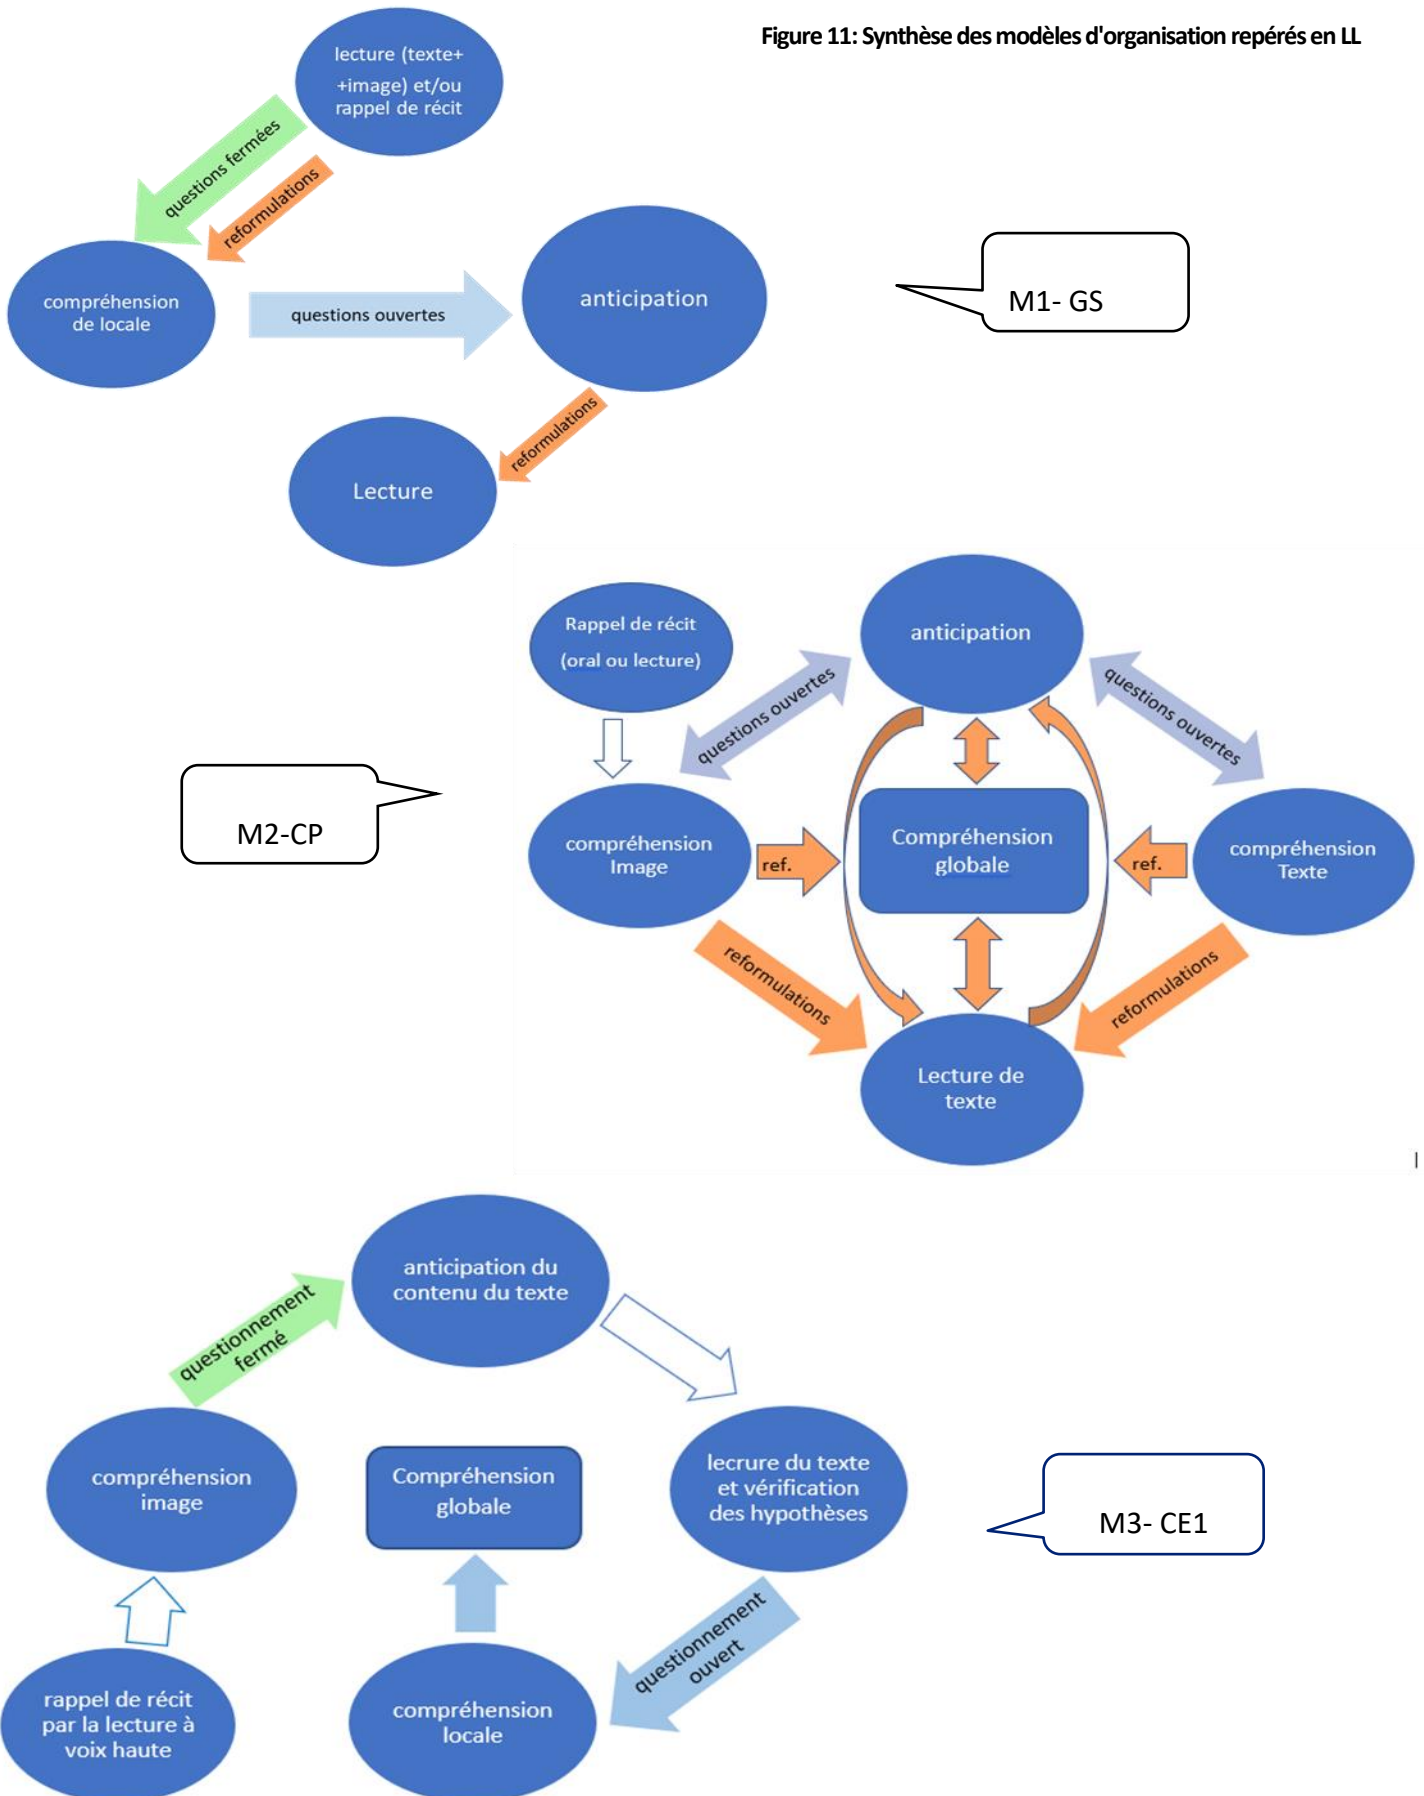 Figure 11: Synthèse des modèles d'organisation repérés en LL
lecture (texte+
+image) et/ou
rappel de récit
questions fermées
reformulations
compréhension
de locale
questions ouvertes
anticipation
M1- GS
reformulations
Lecture
Rappel de récit
(oral ou lecture)
anticipation
questions ouvertes
questions ouvertes
M2-CP
compréhension
Image
ref.
Compréhension
globale
ref.
compréhension
Texte
reformulations
reformulations
Lecture de
texte
anticipation du
contenu du texte
questionnement
fermé
compréhension
image
Compréhension
globale
lecrure du texte
et vérification
des hypothèses
M3- CE1
questionnement
ouvert
rappel de récit
par la lecture à
voix haute
compréhension
locale